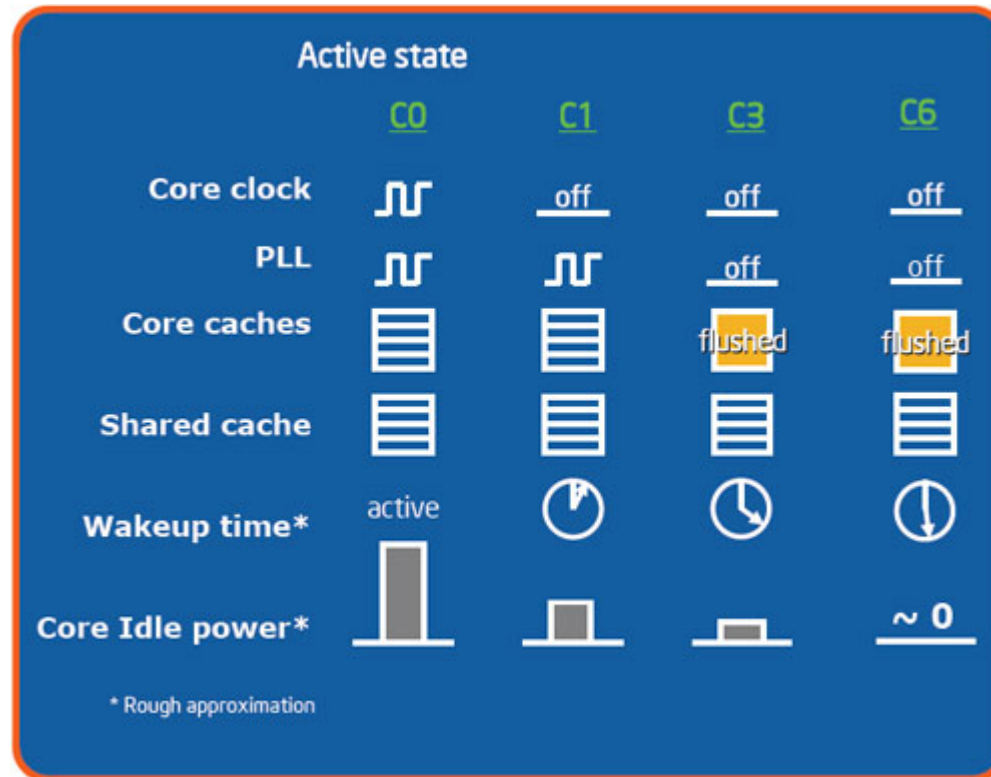 Active state
C0 C1 C3 C6
Core clock off off off
PLL off off
Core caches flushed flushed
Shared cache
Wakeup time* active
Core Idle power* ~ 0
* Rough approximation